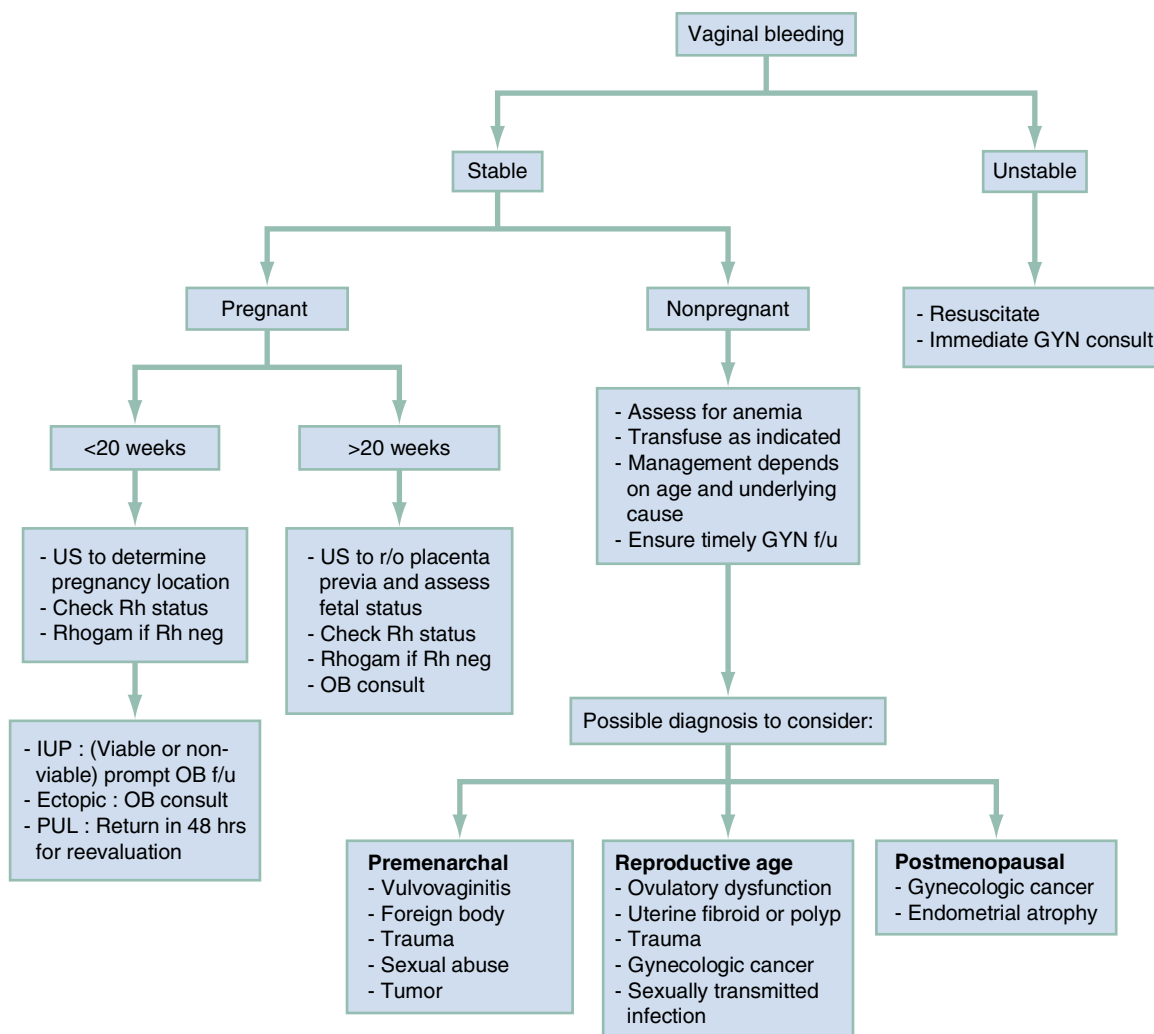 Vaginal bleeding
Stable
Unstable
Pregnant
Nonpregnant
- Resuscitate
- Immediate GYN consult
<20 weeks
>20 weeks
- Assess for anemia
- Transfuse as indicated
- Management depends
on age and underlying
cause
- Ensure timely GYN f/u
- US to determine
pregnancy location
- Check Rh status
- Rhogam if Rh neg
- US to r/o placenta
previa and assess
fetal status
- Check Rh status
- Rhogam if Rh neg
- OB consult
- IUP : (Viable or non-
viable) prompt OB f/u
- Ectopic : OB consult
- PUL : Return in 48 hrs
for reevaluation
Possible diagnosis to consider:
Premenarchal
- Vulvovaginitis
- Foreign body
- Trauma
- Sexual abuse
- Tumor
Reproductive age
- Ovulatory dysfunction
- Uterine fibroid or polyp
- Trauma
- Gynecologic cancer
- Sexually transmitted
infection
Postmenopausal
- Gynecologic cancer
- Endometrial atrophy